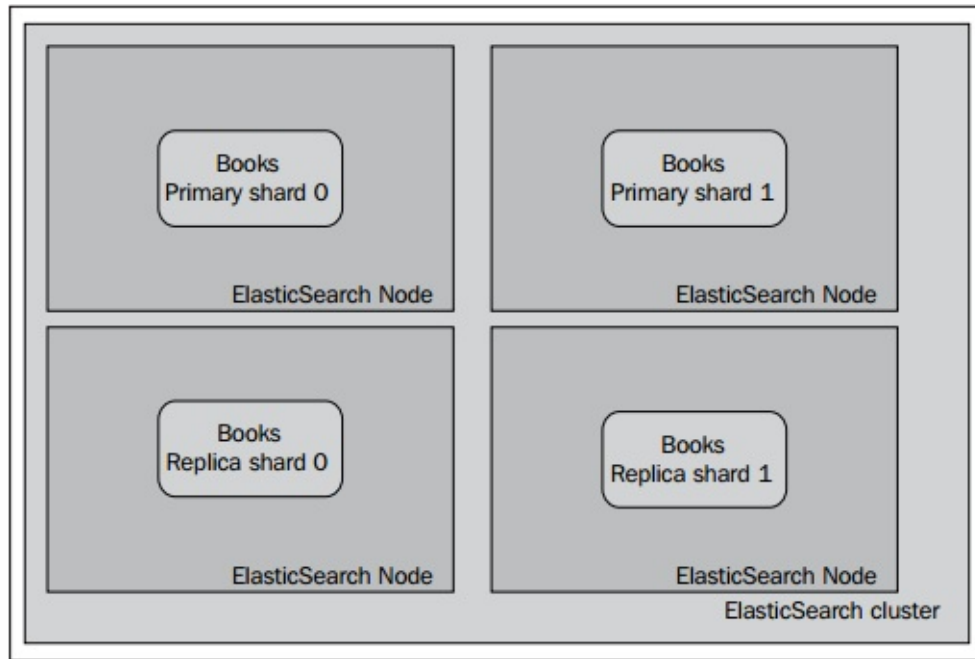 Books
Primary shard 0
ElasticSearch Node
Books
Primary shard 1
ElasticSearch Node
Books
Replica shard 0
ElasticSearch Node
Books
Replica shard 1
ElasticSearch Node
ElasticSearch cluster